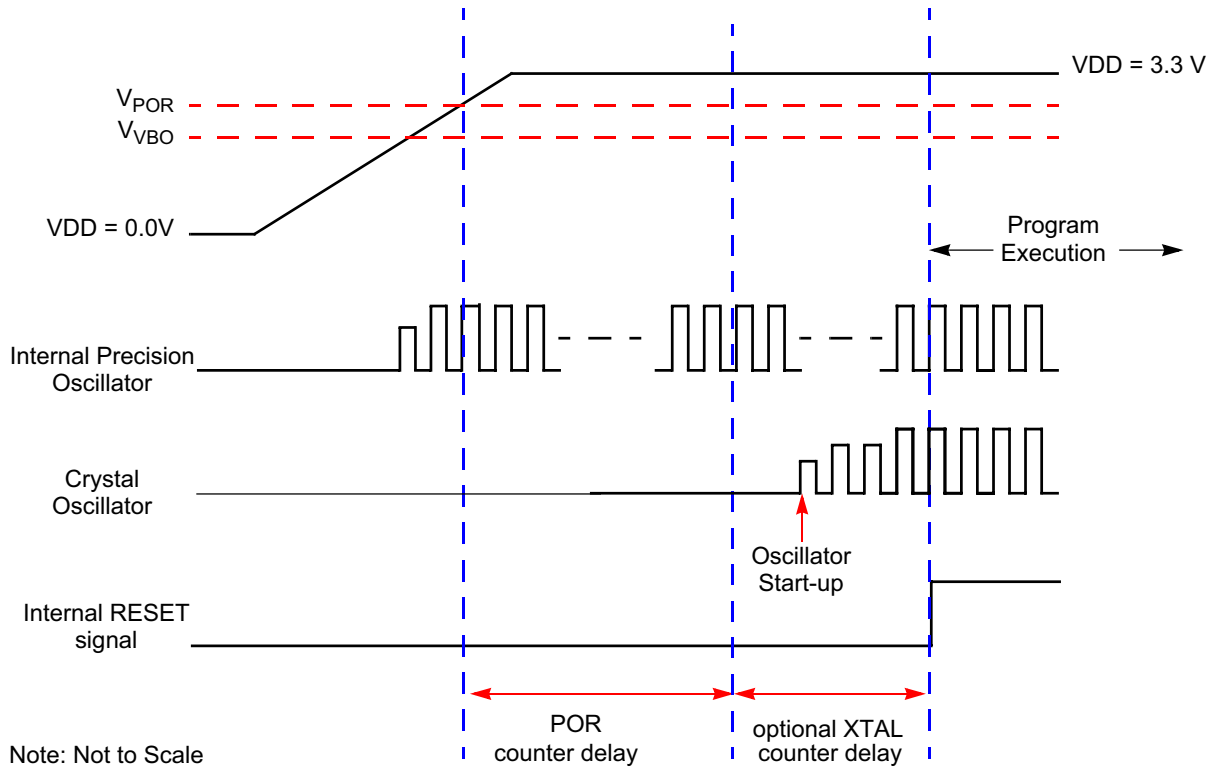 VDD = 3.3 V
VPOR
VVBO
VDD = 0.0V
Program
Execution
Internal Precision
Oscillator
Crystal
Oscillator
Oscillator
Start-up
Internal RESET
signal
POR
counter delay
optional XTAL
counter delay
Note: Not to Scale